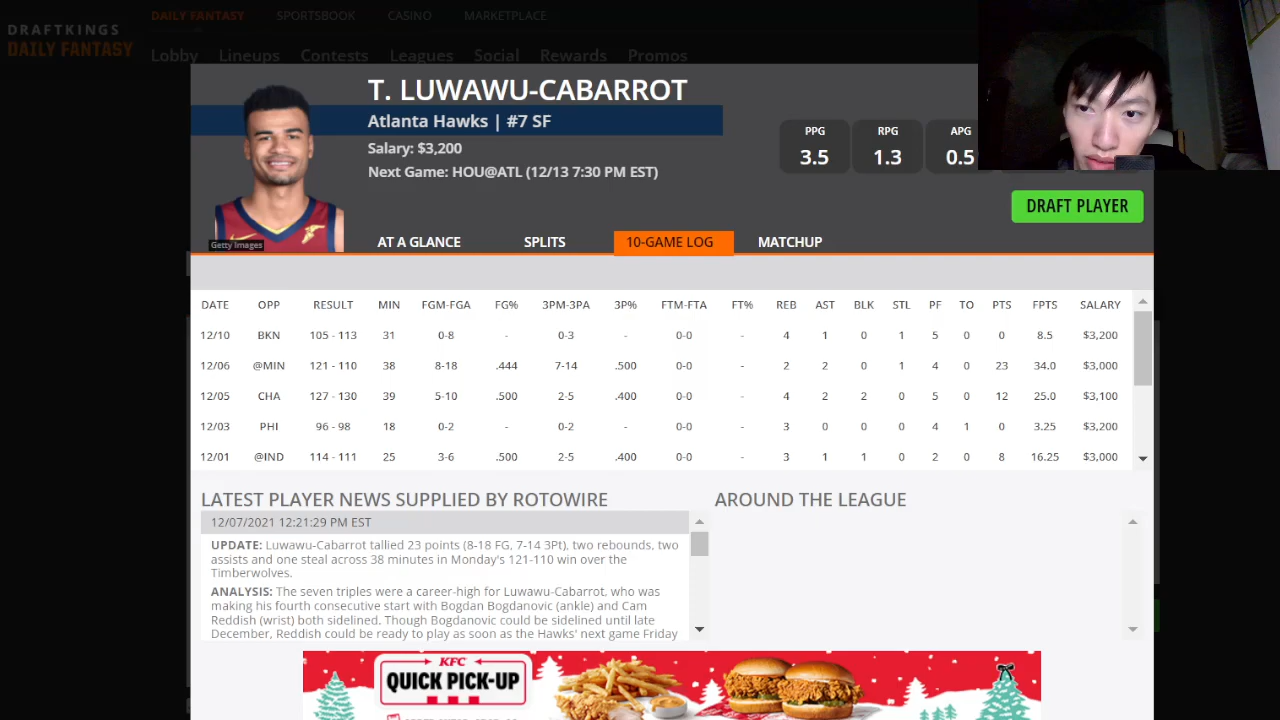 DRAFTKINGS
DAILY FANTASY
DAILY FANTASY SPORTSBOOK CASINO MARKETPLACE
Lobby Lineups Contests Leagues Social Rewards Promos
T. LUWAWU-CABARROT
Atlanta Hawks | #7 SF
Salary: $3,200
Next Game: HOU@ATL (12/13 7:30 PM EST)
PPG RPG APG
3.5 1.3 0.5
DRAFT PLAYER
Getty Images
AT A GLANCE SPLITS 10-GAME LOG MATCHUP
DATE OPP RESULT MIN FGM-FGA FG% 3PM-3PA 3P% FTM-FTA FT% REB AST BLK STL PF TO PTS FPTS SALARY
12/10 BKN 105 - 113 31 0-8 - 0-3 - 0-0 - 4 1 0 1 5 0 0 8.5 $3,200
12/06 @MIN 121 - 110 38 8-18 .444 7-14 .500 0-0 - 2 2 0 1 4 0 23 34.0 $3,000
12/05 CHA 127 - 130 39 5-10 .500 2-5 .400 0-0 - 4 2 2 0 5 0 12 25.0 $3,100
12/03 PHI 96 - 98 18 0-2 - 0-2 - 0-0 - 3 0 0 0 4 1 0 3.25 $3,200
12/01 @IND 114 - 111 25 3-6 .500 2-5 .400 0-0 - 3 1 1 0 2 0 8 16.25 $3,000
LATEST PLAYER NEWS SUPPLIED BY ROTOWIRE
12/07/2021 12:21:29 PM EST
UPDATE: Luwawu-Cabarrot tallied 23 points (8-18 FG, 7-14 3Pt), two rebounds, two
assists and one steal across 38 minutes in Monday's 121-110 win over the
Timberwolves.
ANALYSIS: The seven triples were a career-high for Luwawu-Cabarrot, who was
making his fourth consecutive start with Bogdan Bogdanovic (ankle) and Cam
Reddish (wrist) both sidelined. Though Bogdanovic could be sidelined until late
December, Reddish could be ready to play as soon as the Hawks' next game Friday
AROUND THE LEAGUE
KFC
QUICK PICK-UP